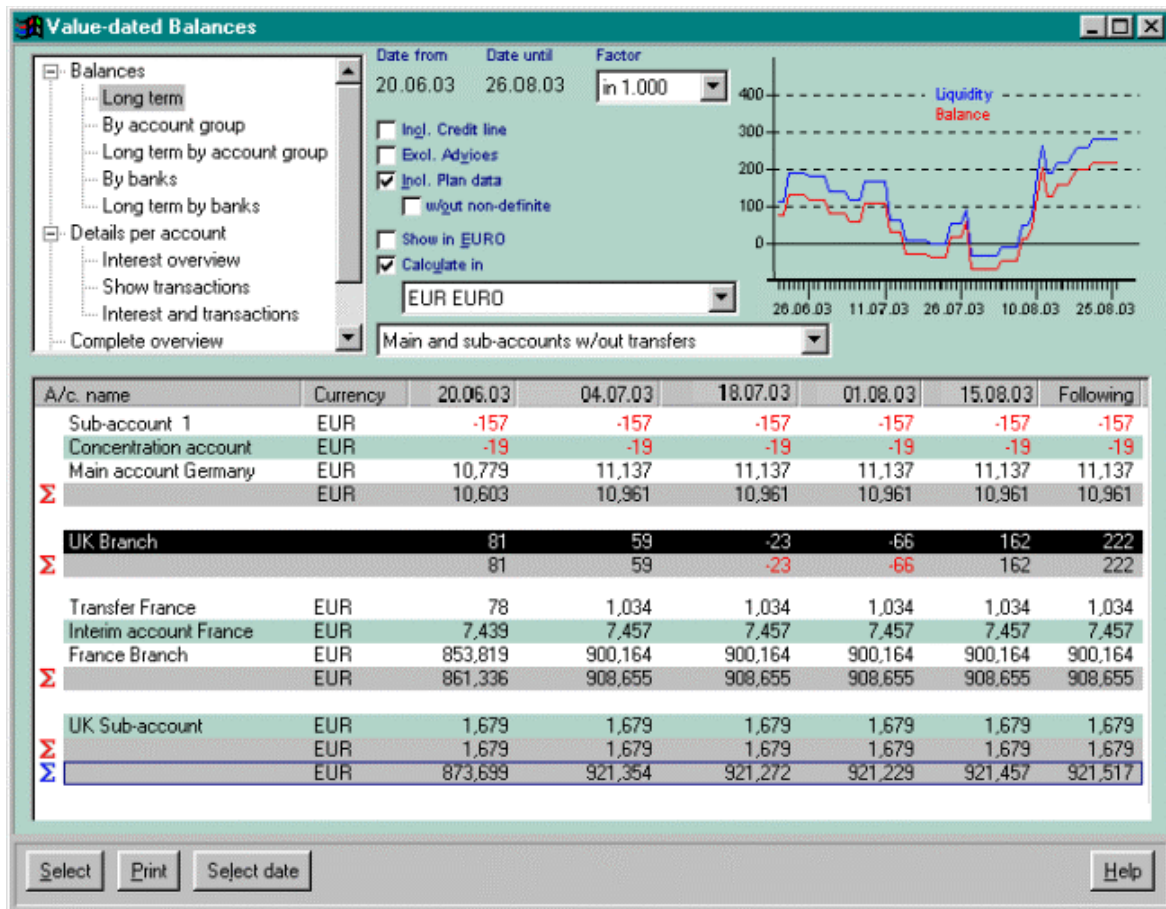 Value-dated Balances
Balances
Long term
By account group
Long term by account group
By banks
Long term by banks
Details per account
Interest overview
Show transactions
Interest and transactions
Complete overview
Date from Date until Factor
20.06.03 26.08.03 in 1.000
Incl. Credit line
Excl. Advices
Incl. Plan data
w/out non-definite
Show in EURO
Calculate in
EUR EURO
Main and sub-accounts w/out transfers
Liquidity
Balance
400
300
200
100
0
26.06.03 11.07.03 26.07.03 10.08.03 25.08.03
A/c. name Currency 20.06.03 04.07.03 18.07.03 01.08.03 15.08.03 Following
Sub-account 1 EUR -157 -157 -157 -157 -157 -157
Concentration account EUR -19 -19 -19 -19 -19 -19
Main account Germany EUR 10,779 11,137 11,137 11,137 11,137 11,137
Σ EUR 10,603 10,961 10,961 10,961 10,961 10,961
UK Branch 81 59 -23 -66 162 222
Σ 81 59 -23 -66 162 222
Transfer France EUR 78 1,034 1,034 1,034 1,034 1,034
Interim account France EUR 7,439 7,457 7,457 7,457 7,457 7,457
France Branch EUR 853,819 900,164 900,164 900,164 900,164 900,164
Σ EUR 861,336 908,655 908,655 908,655 908,655 908,655
UK Sub-account EUR 1,679 1,679 1,679 1,679 1,679 1,679
Σ EUR 1,679 1,679 1,679 1,679 1,679 1,679
Σ EUR 873,699 921,354 921,272 921,229 921,457 921,517
Select Print Select date Help